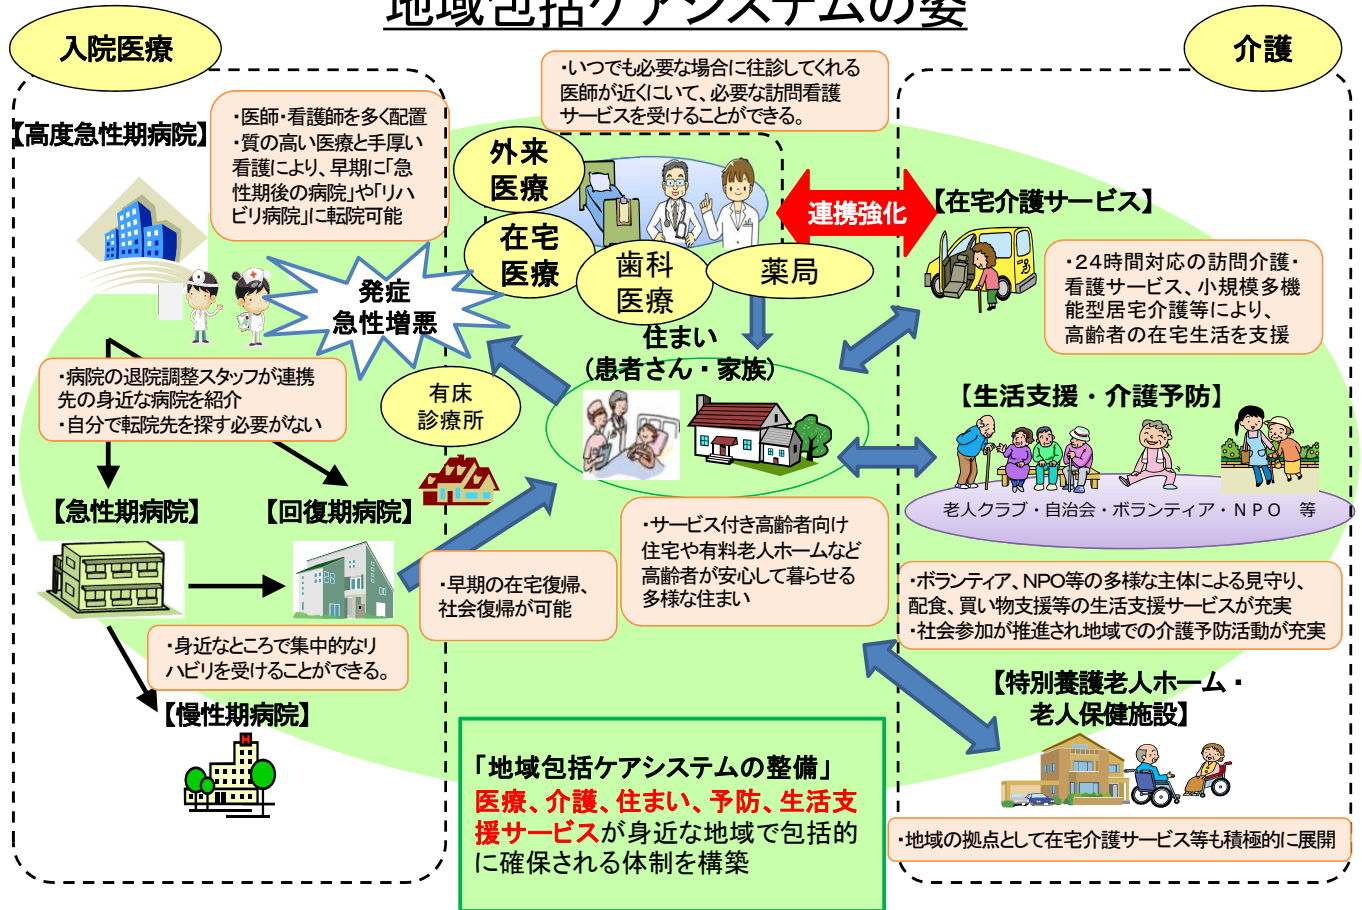 地域包括ケアシステムの姿
入院医療
介護
・いつでも必要な場合に往診してくれる
医師が近くにいて、必要な訪問看護
サービスを受けることができる。
【高度急性期病院】
・医師・看護師を多く配置
・質の高い医療と手厚い
看護により、早期に「急
性期後の病院」や「リハ
ビリ病院」に転院可能
外来
医療
在宅
医療
歯科
医療
薬局
連携強化
【在宅介護サービス】
・24時間対応の訪問介護・
看護サービス、小規模多機
能型居宅介護等により、
高齢者の在宅生活を支援
発症
急性増悪
住まい
(患者さん・家族)
・病院の退院調整スタッフが連携
先の身近な病院を紹介
・自分で転院先を探す必要がない
有床
診療所
【生活支援・介護予防】
老人クラブ・自治会・ボランティア・NPO 等
【急性期病院】
【回復期病院】
・サービス付き高齢者向け
住宅や有料老人ホームなど
高齢者が安心して暮らせる
多様な住まい
・早期の在宅復帰、
社会復帰が可能
・ボランティア、NPO等の多様な主体による見守り、
配食、買い物支援等の生活支援サービスが充実
・社会参加が推進され地域での介護予防活動が充実
・身近なところで集中的なリ
ハビリを受けることができる。
【慢性期病院】
H
【特別養護老人ホーム・
老人保健施設】
「地域包括ケアシステムの整備」
医療、介護、住まい、予防、生活支
援サービスが身近な地域で包括的
に確保される体制を構築
・地域の拠点として在宅介護サービス等も積極的に展開